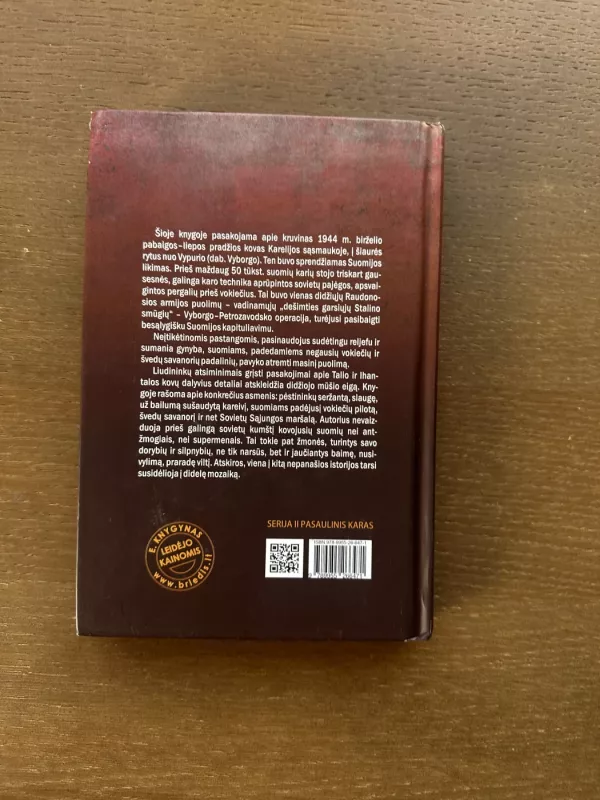 Šioje knygoje pasakojama apie kruvinas 1944 m. birželio
pabaigos–liepos pradžios kovas Karelijos sąsmaukoje, į šiaurės
rytus nuo Vypurio (dab. Vyborgo). Ten buvo sprendžiamas Suomijos
likimas. Prieš maždaug 50 tūkst. suomių karių stojo triskart gau-
sesnės, galinga karo technika aprūpintos sovietų pajėgos, apsvai-
gintos pergalių prieš vokiečius. Tai buvo vienas didžiųjų Raudono-
sios armijos puolimų – vadinamųjų „dešimties garsiųjų Stalino
smūgių“ – Vyborgo–Petrozavodsko operacija, turėjusi pasibaigti
besąlygišku Suomijos kapituliavimu.
Neįtikėtinomis pastangomis, pasinaudojus sudėtingu reljefu ir
sumania gynyba, suomiams, padedamiems negausių vokiečių ir
švedų savanorių padalinių, pavyko atremti masinį puolimą.
Liudininkų atsiminimais grįsti pasakojimai apie Talio ir Ihan-
talos kovų dalyvius detaliai atskleidžia didžiojo mūšio eigą. Kny-
goje rašoma apie konkrečius asmenis: pėstininkų seržantą, slaugę,
už bailumą sušaudytą kareivį, suomiams padėjusį vokiečių pilotą,
švedų savanorį ir net Sovietų Sąjungos maršalą. Autorius nevaiz-
duoja prieš galingą sovietų kumštį kovojusių suomių nei ant-
žmogiais, nei supermenais. Tai tokie pat žmonės, turintys savo
dorybių ir silpnybių, ne tik narsūs, bet ir jaučiantys baimę, nusi-
vylimą, praradę viltį. Atskiros, viena į kitą nepanašios istorijos tarsi
susidėlioja į didelę mozaiką.
SERIJA II PASAULINIS KARAS
E. KNYGYNAS
LEIDĖJO
KAINOMIS
www.briedis.lt
ISBN 978-9955-26-647-1
9 789955 266471